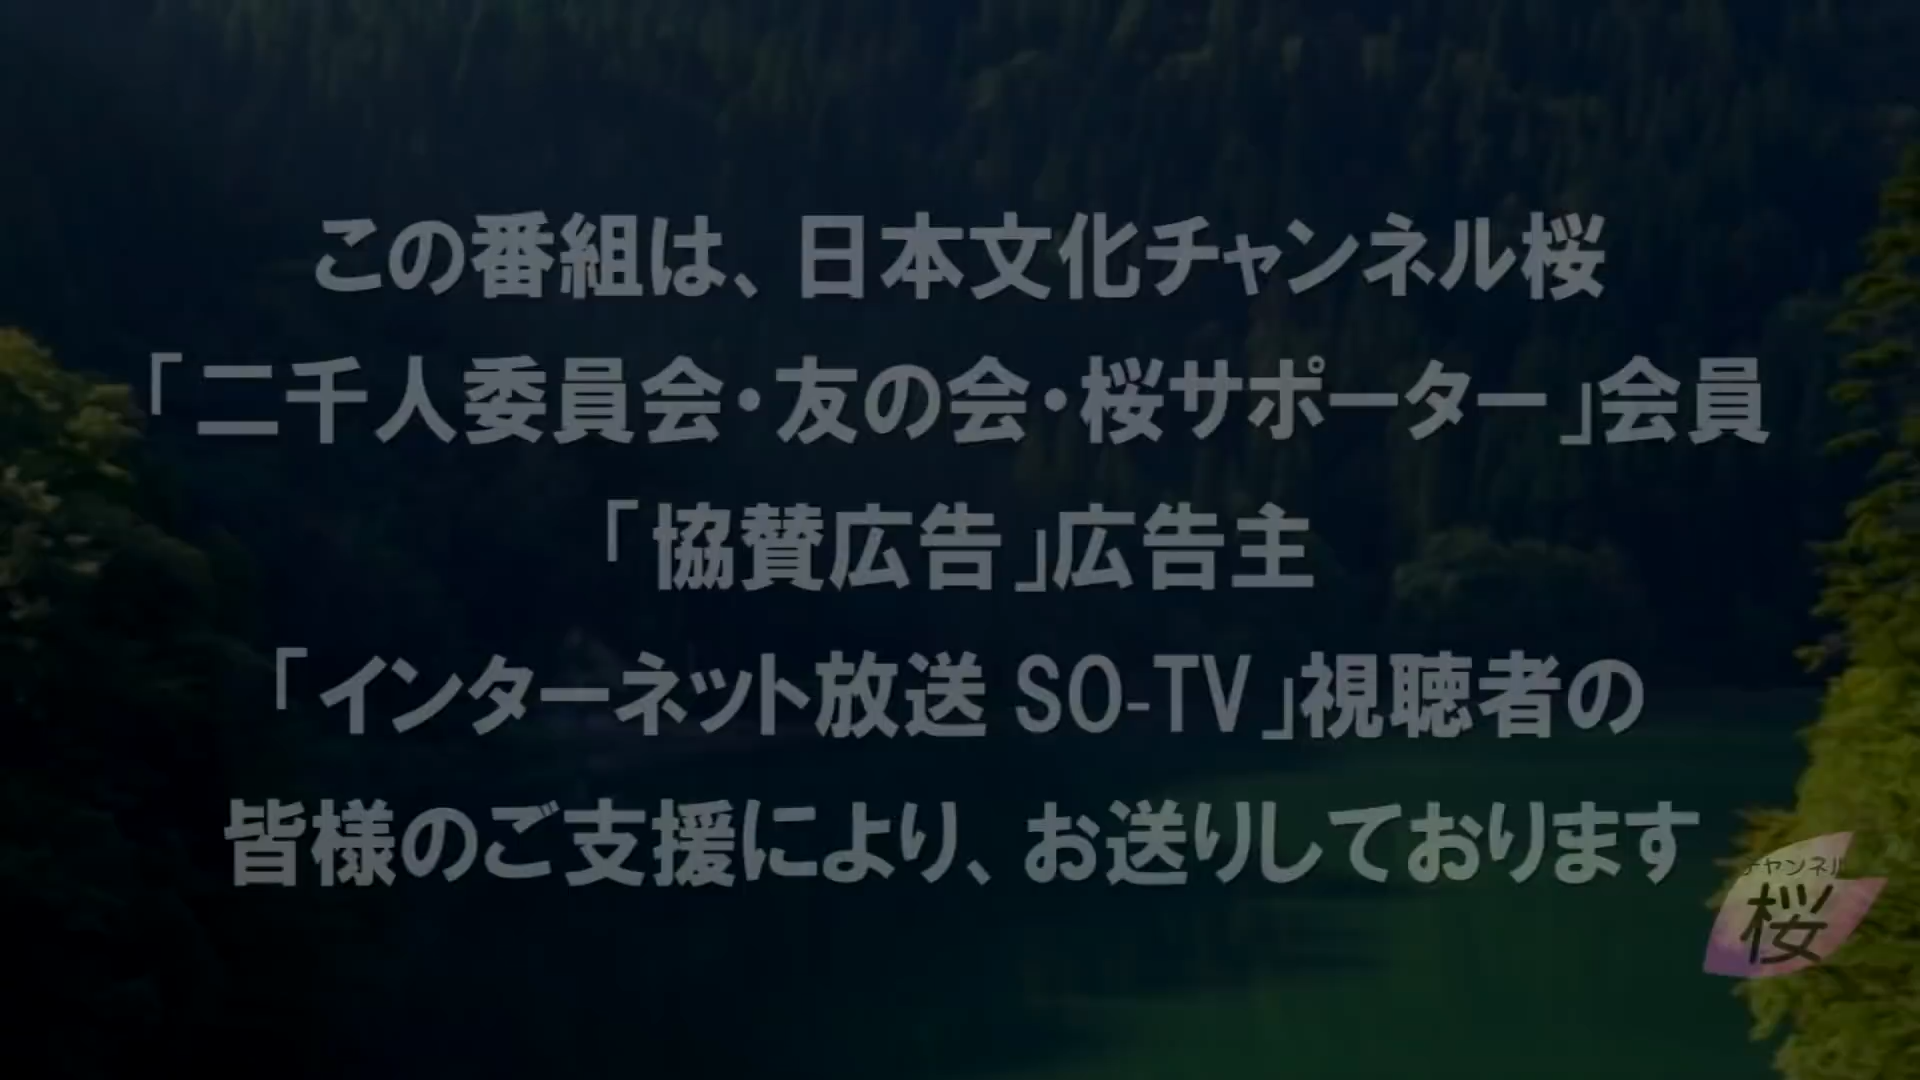 この番組は、日本文化チャンネル桜
「二千人委員会・友の会・桜サポーター」会員
「協賛広告」広告主
「インターネット放送 SO-TV」視聴者の
皆様のご支援により、お送りしております
チャンネル
桜